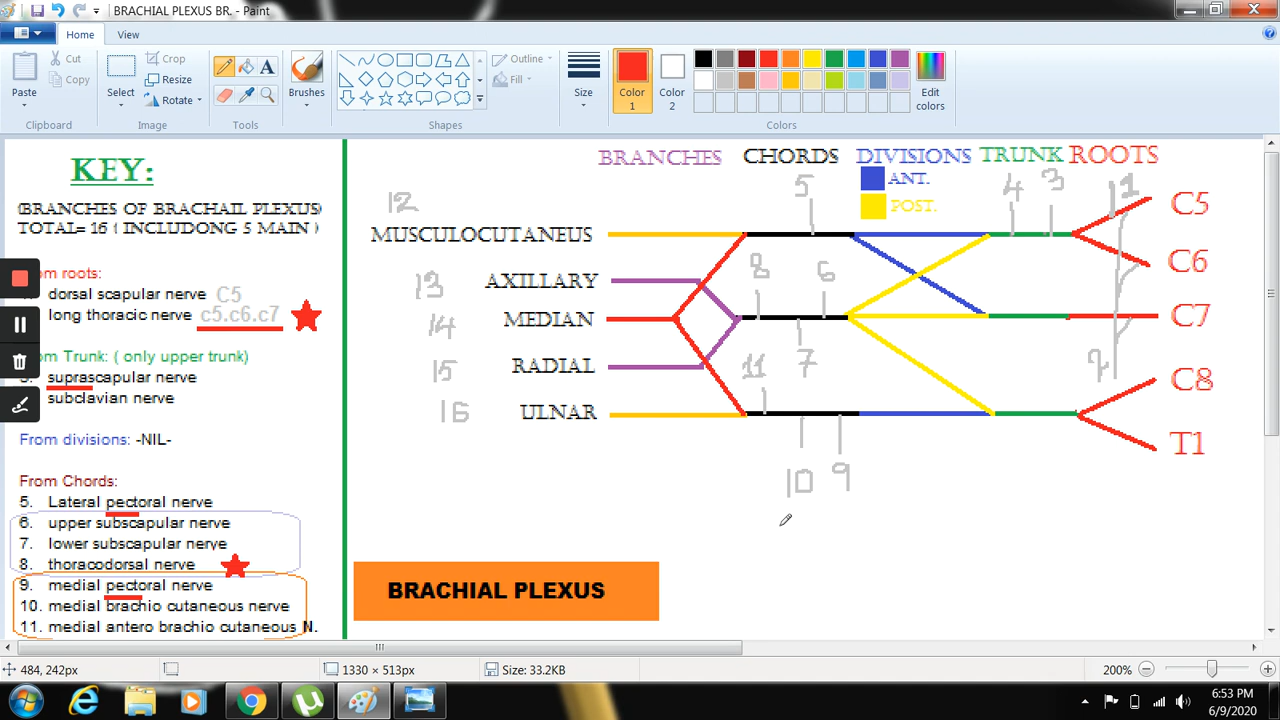 BRACHIAL PLEXUS BR. - Paint
Home View
Cut
Copy
Paste
Clipboard
Select
Crop
Resize
Rotate
Image
A
Tools
Brushes
Shapes
Outline
Fill
Size
Color
1
Color
2
Edit
colors
Colors
KEY:
(BRANCHES OF BRACHAIL PLEXUS)
TOTAL= 16 ( INCLUDONG 5 MAIN )
om roots:
dorsal scapular nerve C5
long thoracic nerve c5.c6.c7
om Trunk: ( only upper trunk)
suprascapular nerve
subclavian nerve
From divisions: -NIL-
From Chords:
5. Lateral pectoral nerve
6. upper subscapular nerve
7. lower subscapular nerve
8. thoracodorsal nerve
9. medial pectoral nerve
10. medial brachio cutaneous nerve
11. medial antero brachio cutaneous N.
BRANCHES CHORDS DIVISIONS TRUNK ROOTS
ANT.
POST.
12 5 4 3 1
C5
MUSCULOCUTANEUS
8 6 C6
13 AXILLARY
14 MEDIAN C7
15 RADIAL 11 7 2
C8
16 ULNAR
T1
10 9
BRACHIAL PLEXUS
484, 242px 1330 × 513px Size: 33.2KB 200%
6:53 PM
6/9/2020